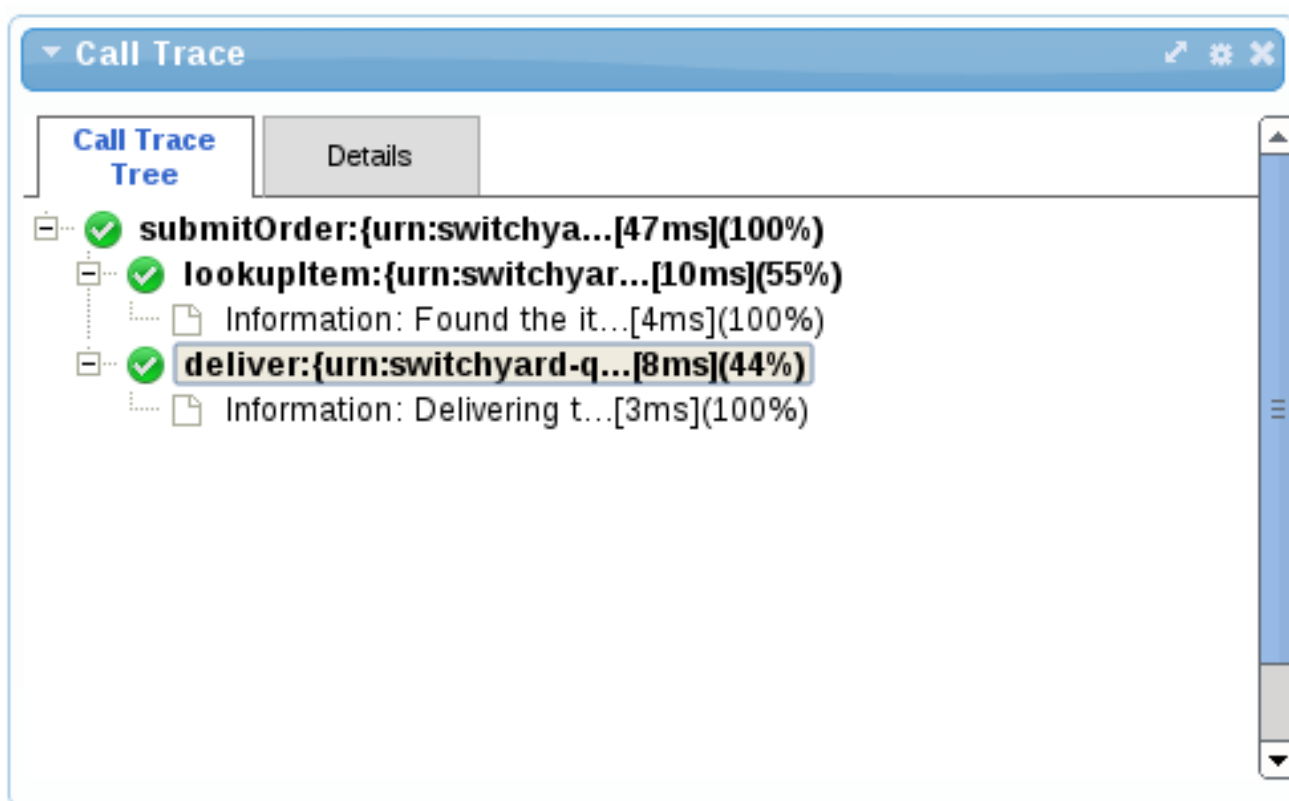 Call Trace
Call Trace
Tree
Details
submitOrder:{urn:switchya...[47ms](100%)
lookupItem:{urn:switchyar...[10ms](55%)
Information: Found the it...[4ms](100%)
deliver:{urn:switchyard-q...[8ms](44%)
Information: Delivering t...[3ms](100%)